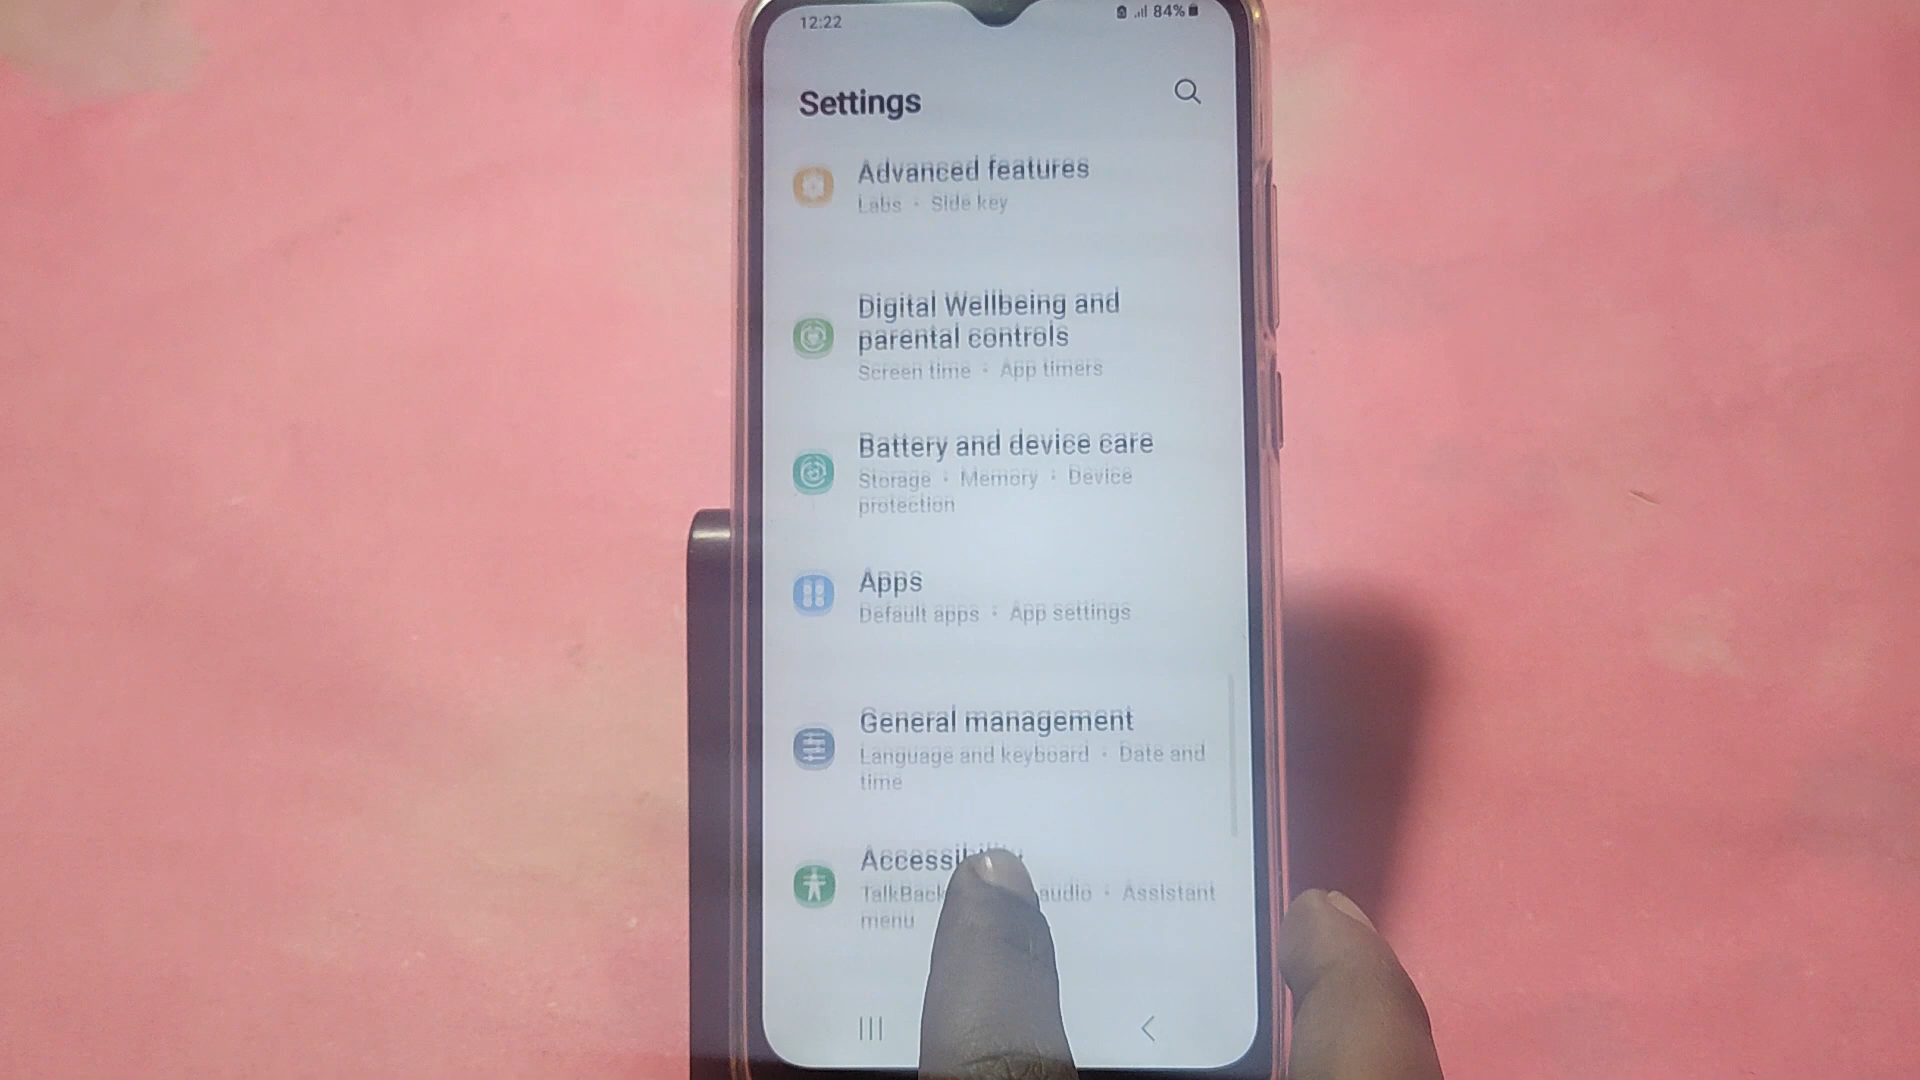 12:22
84%
Settings
Advanced features
Labs · Side key
Digital Wellbeing and
parental controls
Screen time · App timers
Battery and device care
Storage · Memory · Device
protection
Apps
Default apps · App settings
General management
Language and keyboard · Date and
time
TalkBack audio · Assistant
menu